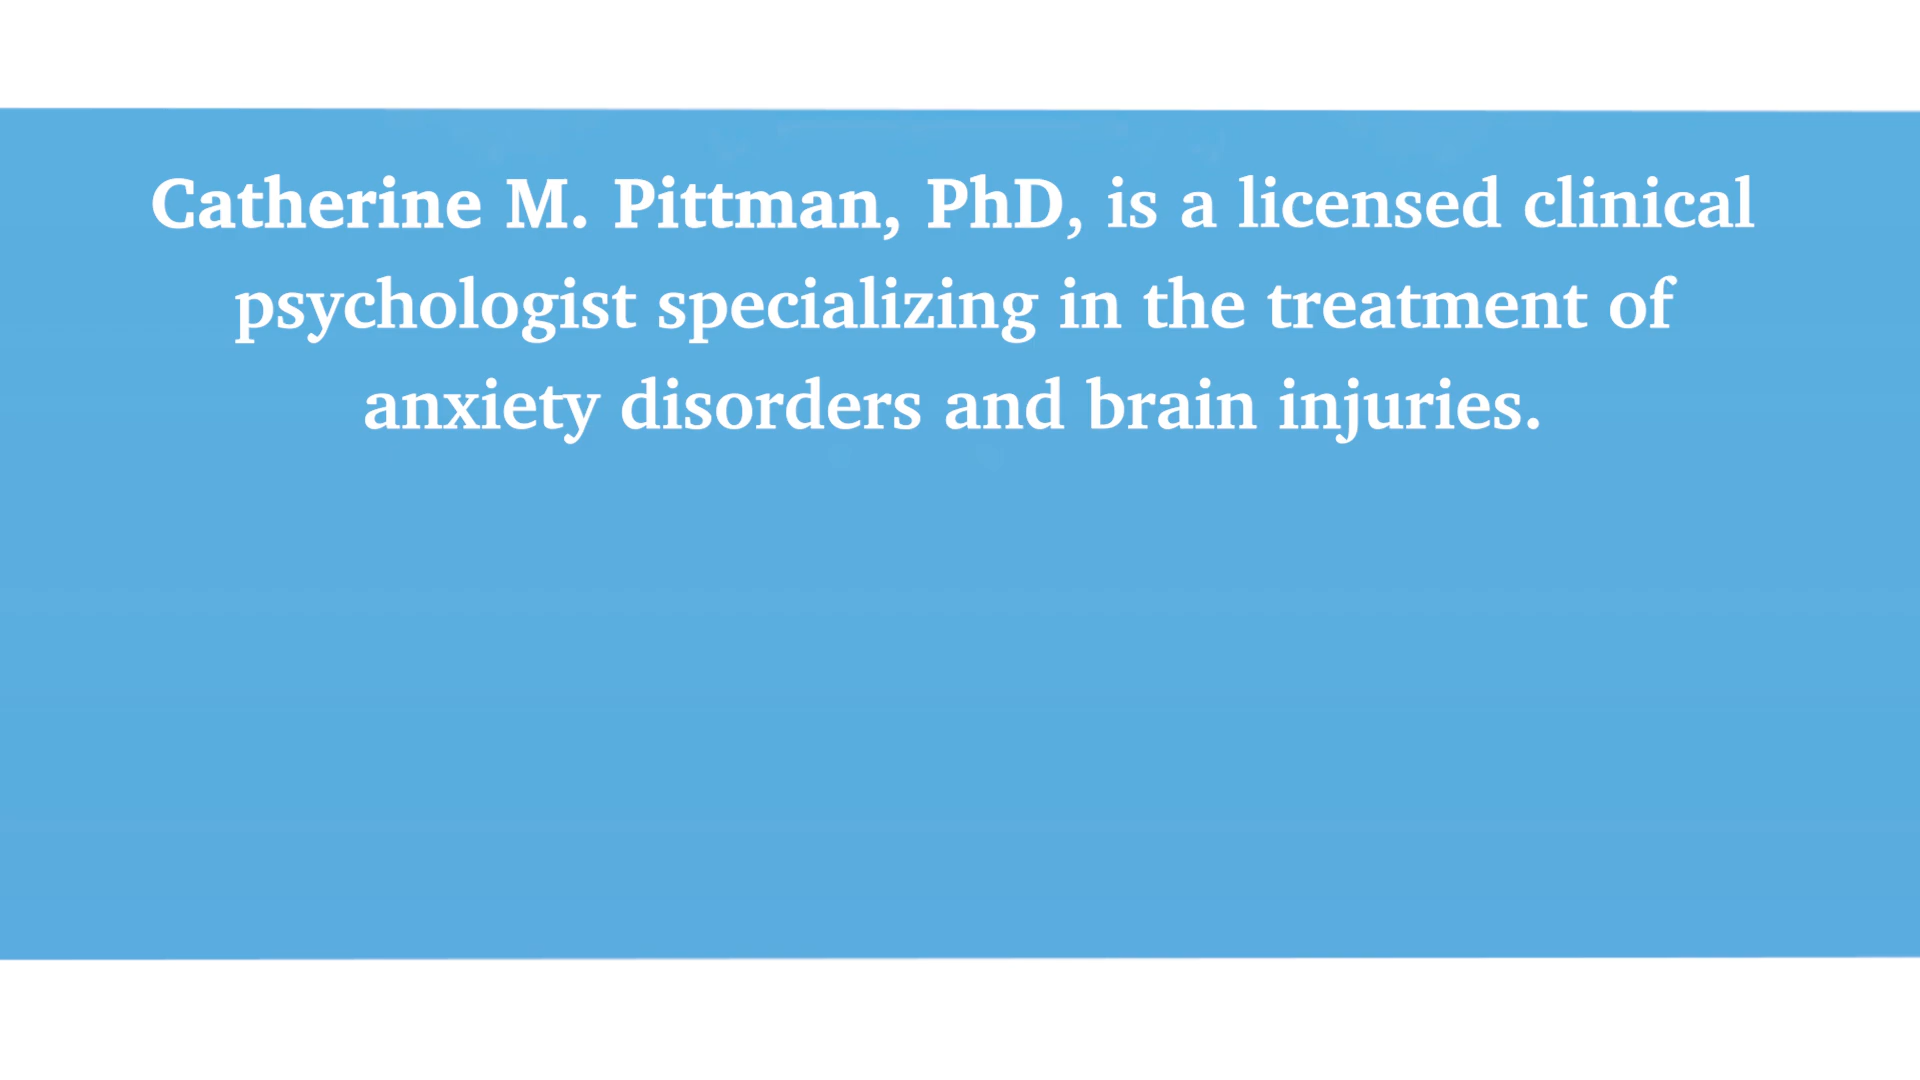 Catherine M. Pittman, PhD, is a licensed clinical
psychologist specializing in the treatment of
anxiety disorders and brain injuries.